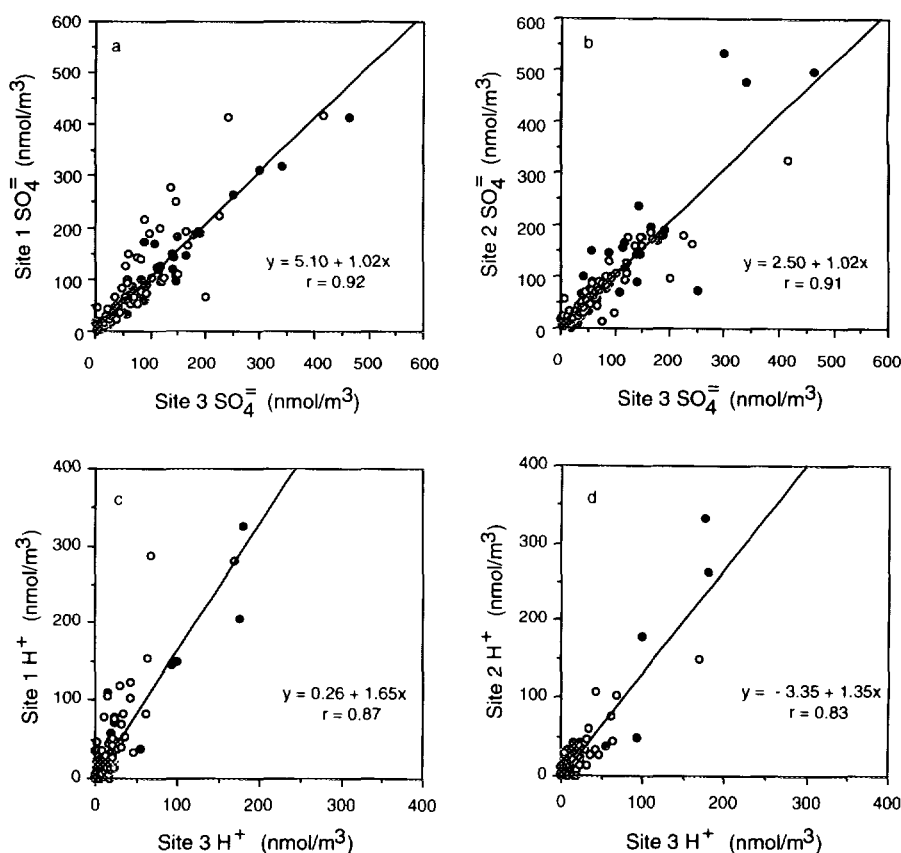 a
600
500
400
300
200
100
0
Site 1 SO₄⁼ (nmol/m³)
y = 5.10 + 1.02x
r = 0.92
0 100 200 300 400 500 600
Site 3 SO₄⁼ (nmol/m³)
b
600
500
400
300
200
100
0
Site 2 SO₄⁼ (nmol/m³)
y = 2.50 + 1.02x
r = 0.91
0 100 200 300 400 500 600
Site 3 SO₄⁼ (nmol/m³)
c
400
300
200
100
0
Site 1 H⁺ (nmol/m³)
y = 0.26 + 1.65x
r = 0.87
0 100 200 300 400
Site 3 H⁺ (nmol/m³)
d
400
300
200
100
0
Site 2 H⁺ (nmol/m³)
y = - 3.35 + 1.35x
r = 0.83
0 100 200 300 400
Site 3 H⁺ (nmol/m³)